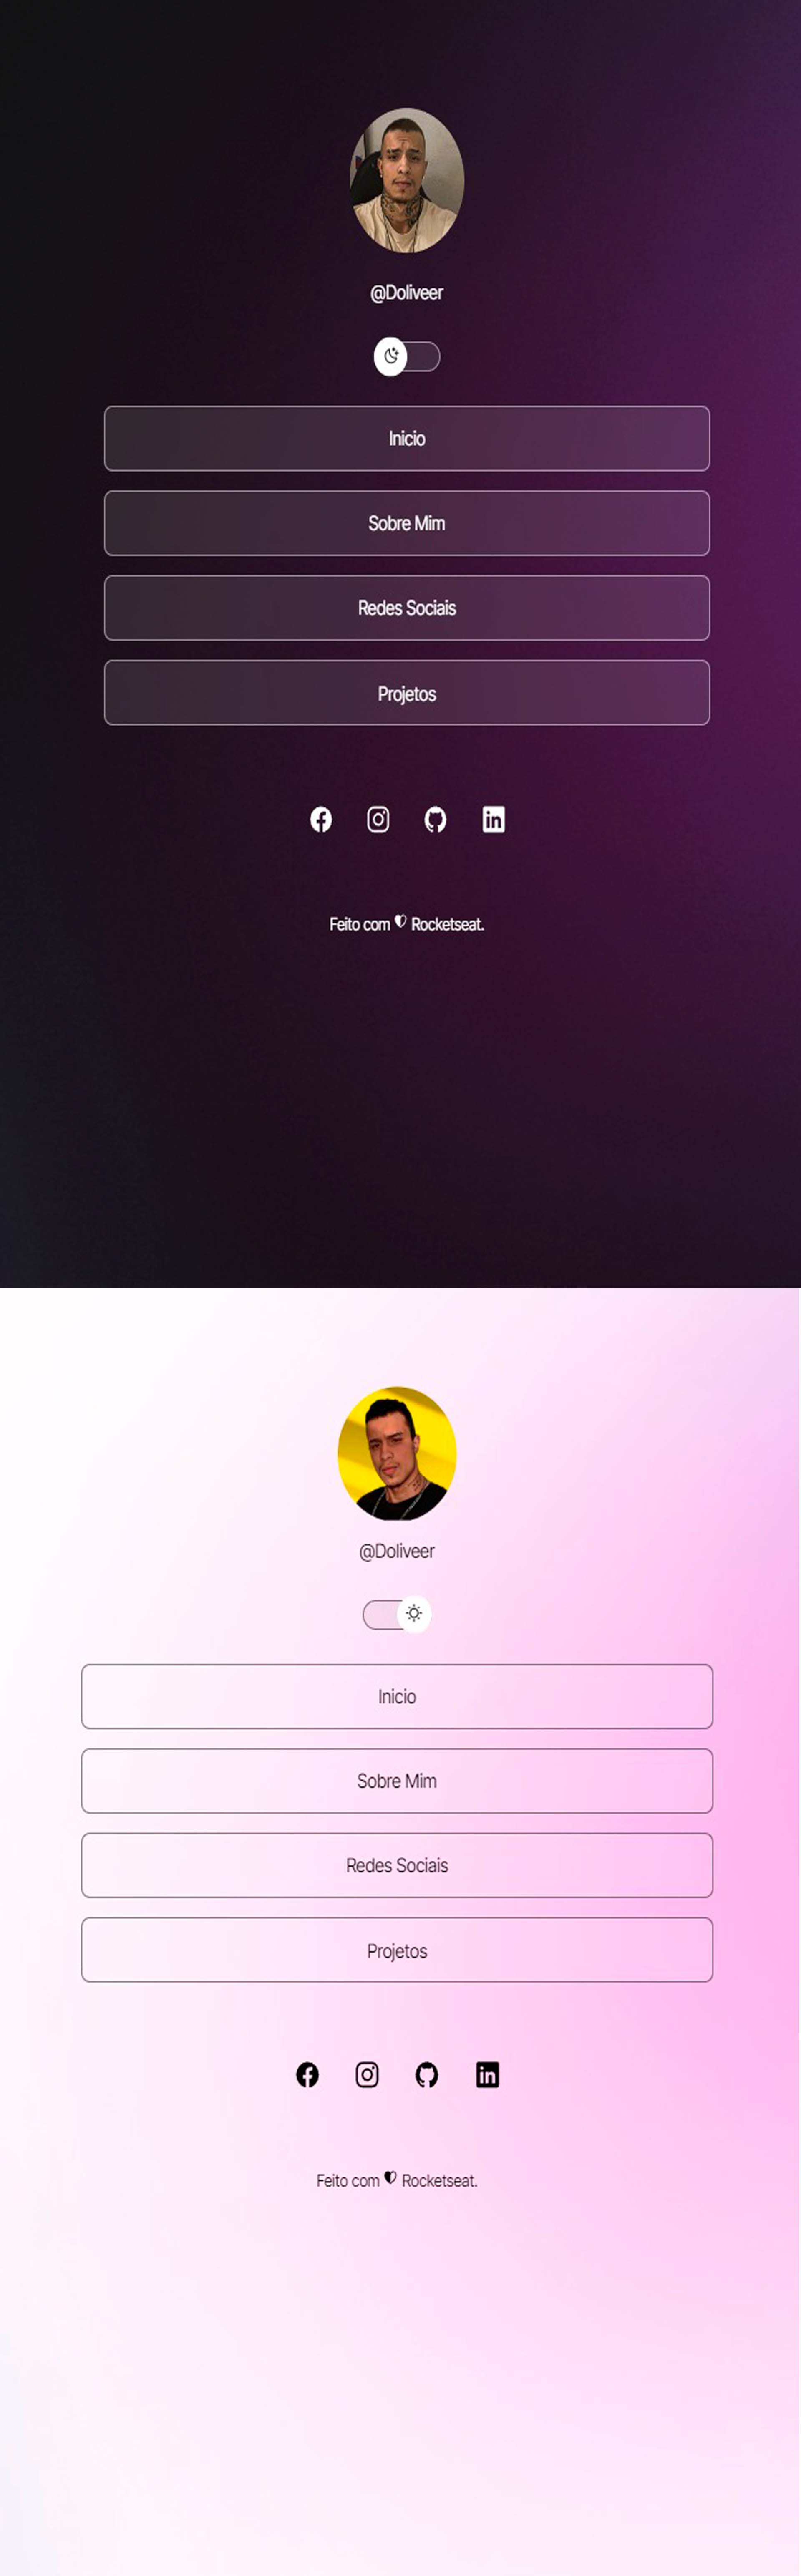 @Doliveer
Inicio
Sobre Mim
Redes Sociais
Projetos
Feito com Rocketseat.
@Doliveer
Inicio
Sobre Mim
Redes Sociais
Projetos
Feito com Rocketseat.